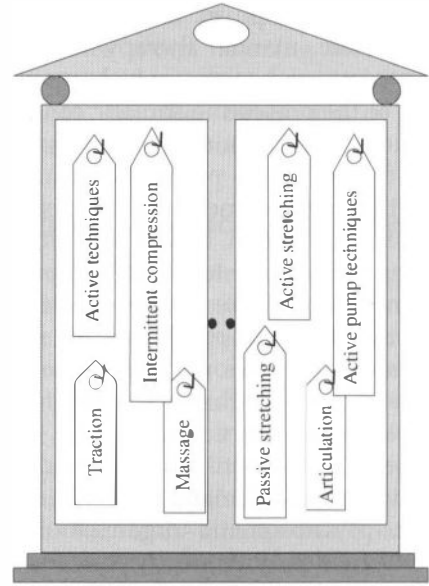 Active techniques
Intermittent compression
Traction
Massage
Active stretching
Active pump techniques
Passive stretching
Articulation